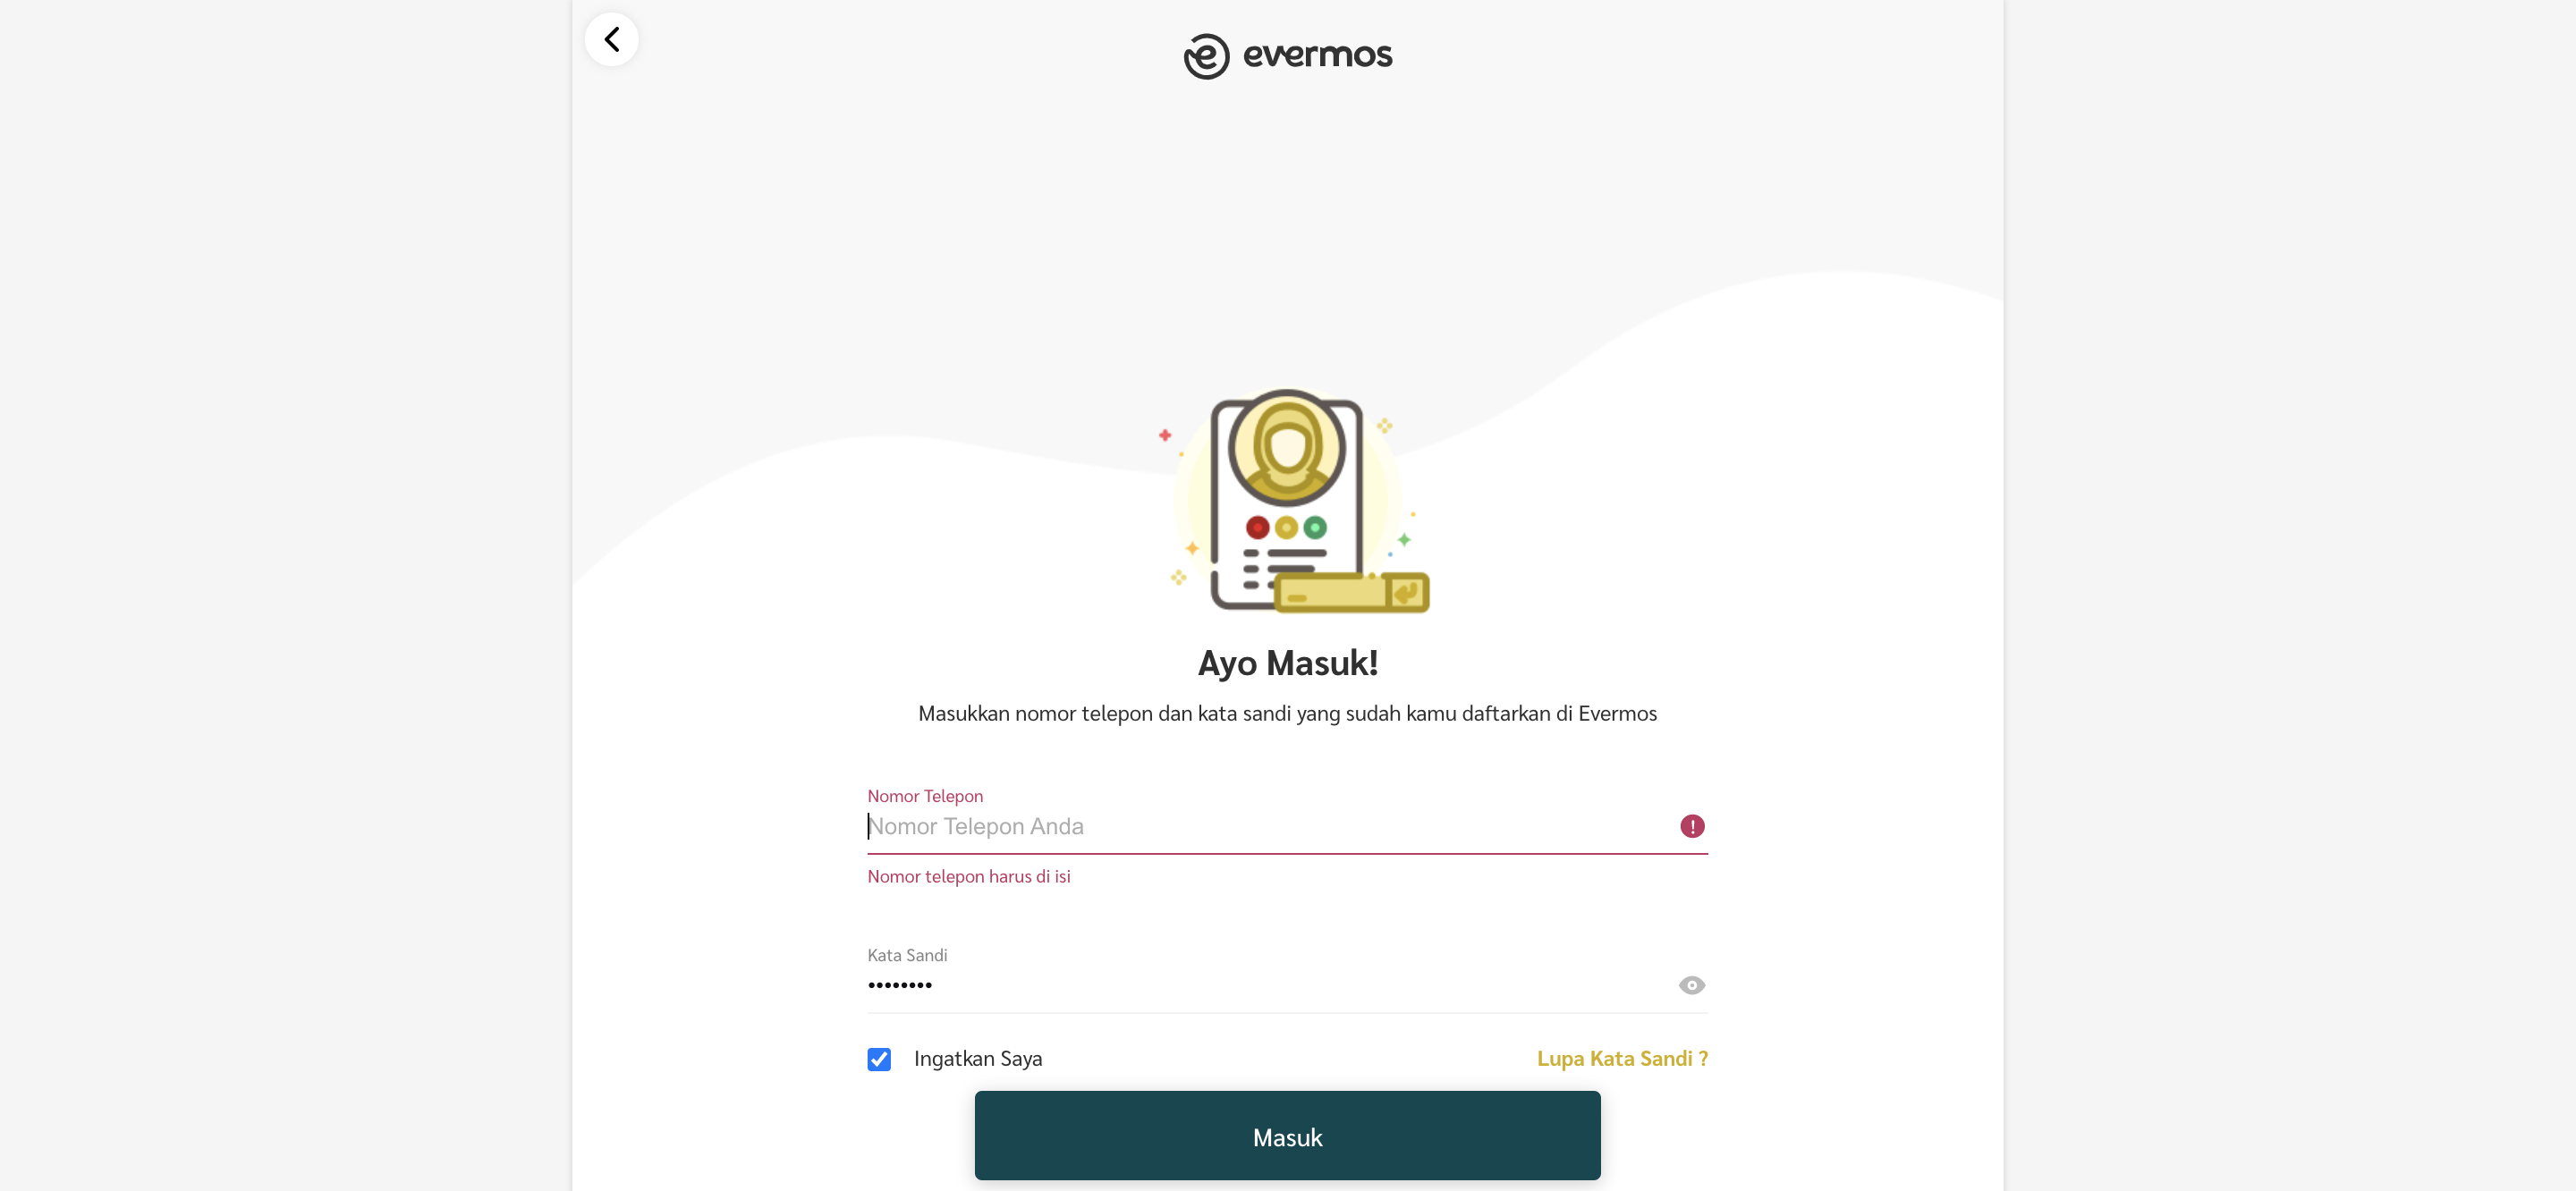 evermos
Ayo Masuk!
Masukkan nomor telepon dan kata sandi yang sudah kamu daftarkan di Evermos
Nomor Telepon
Nomor Telepon Anda
Nomor telepon harus di isi
Kata Sandi
••••••••
Ingatkan Saya
Lupa Kata Sandi ?
Masuk